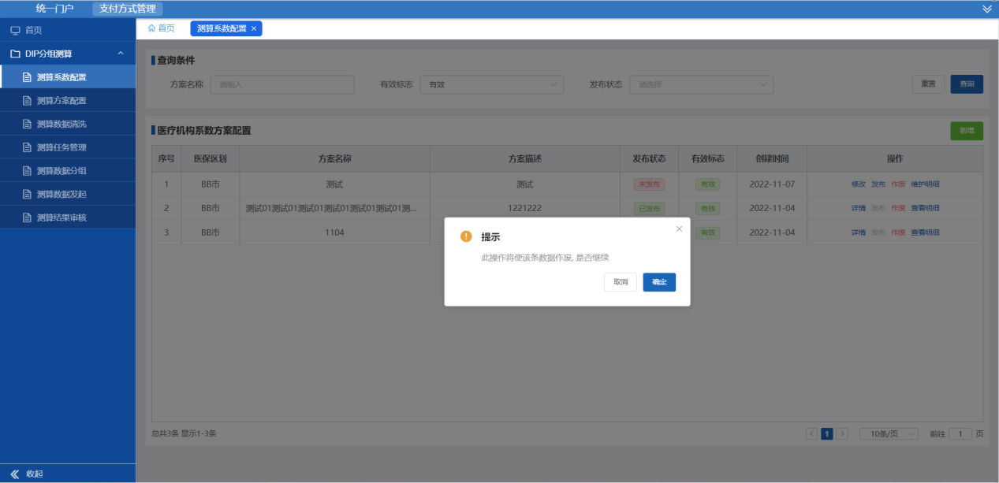 统一门户 支付方式管理
首页
DIP分组测算
测算系数配置
测算方案配置
测算数据清洗
测算任务管理
测算数据分组
测算数据发起
测算结果审核
收起
首页 测算系数配置 ×
查询条件
方案名称 请输入 有效标志 有效 发布状态 请选择 重置 查询
医疗机构系数方案配置 新增
序号 医保区划 方案名称 方案描述 发布状态 有效标志 创建时间 操作
1 BB市 测试 测试 未发布 有效 2022-11-07 修改 发布 作废 维护明细
2 BB市 测试01测试01测试01测试01测试01测试01测... 1221222 已发布 有效 2022-11-04 详情 发布 作废 查看明细
3 BB市 1104 有效 2022-11-04 详情 发布 作废 查看明细
提示
此操作将使该条数据作废, 是否继续
取消 确定
总共3条 显示1-3条 1 10条/页 前往 1 页